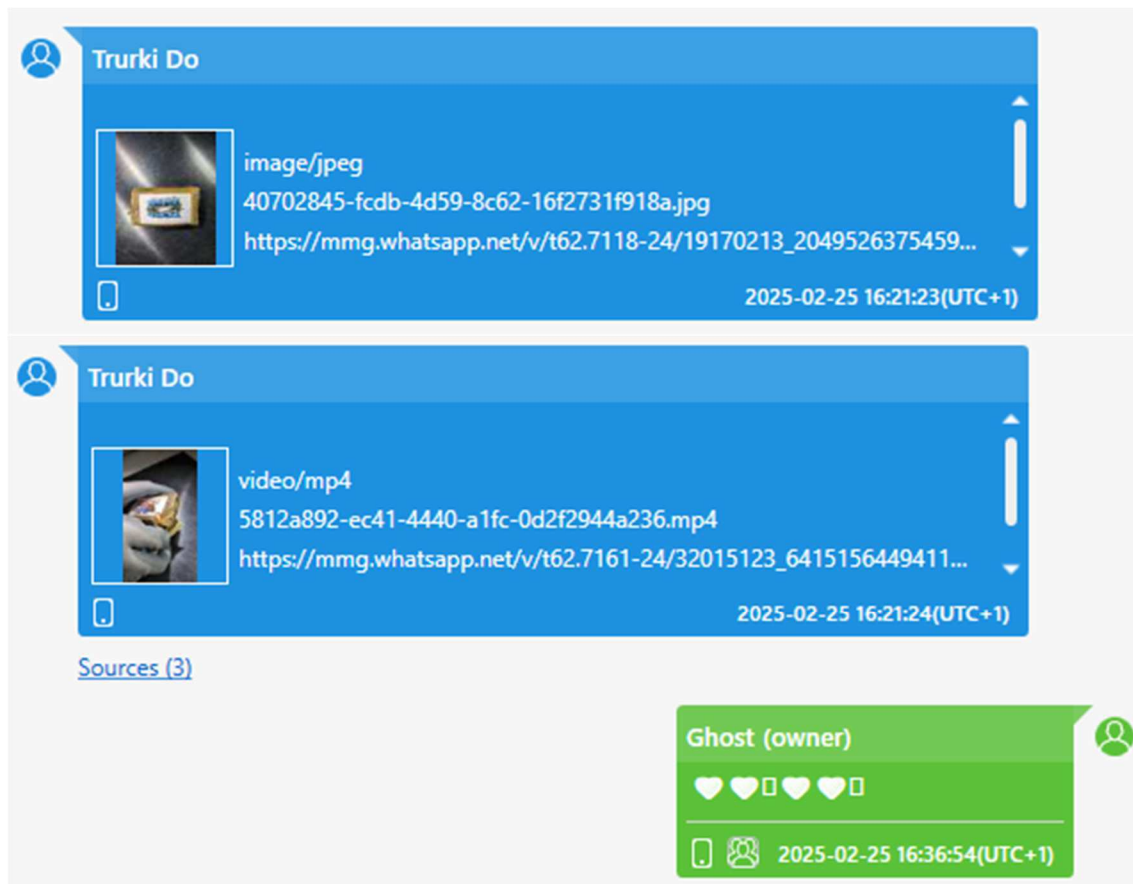 Trurki Do
image/jpeg
40702845-fcdb-4d59-8c62-16f2731f918a.jpg
https://mmg.whatsapp.net/v/t62.7118-24/19170213_2049526375459...
2025-02-25 16:21:23(UTC+1)
Trurki Do
video/mp4
5812a892-ec41-4440-a1fc-0d2f2944a236.mp4
https://mmg.whatsapp.net/v/t62.7161-24/32015123_6415156449411...
2025-02-25 16:21:24(UTC+1)
Sources (3)
Ghost (owner)
2025-02-25 16:36:54(UTC+1)